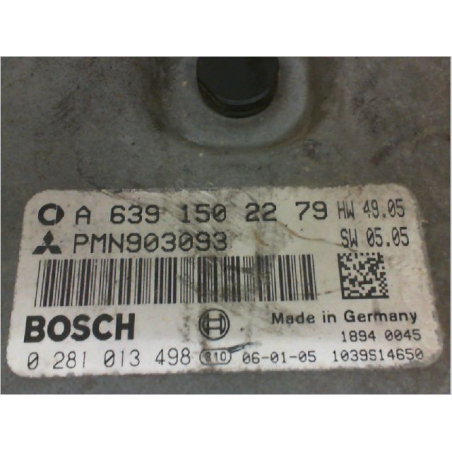 A 639 150 22 79 HW 49.05
PMN903093 SW 05.05
BOSCH Made in Germany
1894 0045
0 281 013 498 810 06-01-05 1039S14650